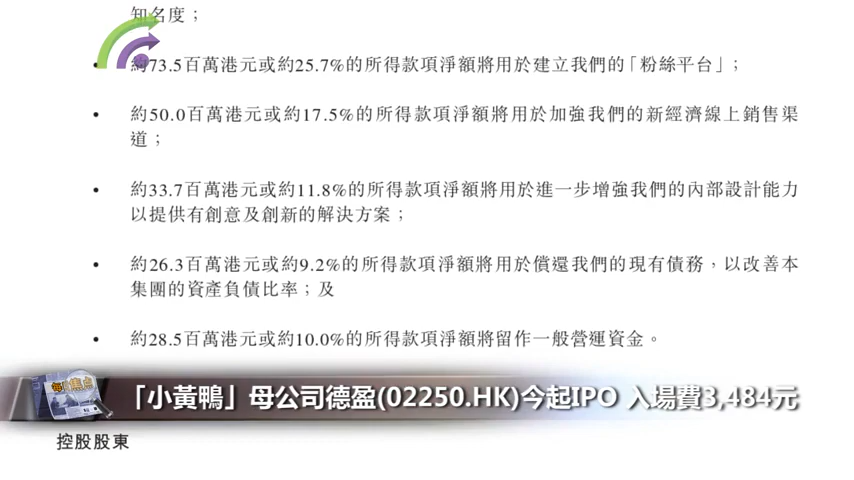 知名度；
• 約73.5百萬港元或約25.7%的所得款項淨額將用於建立我們的「粉絲平台」；
• 約50.0百萬港元或約17.5%的所得款項淨額將用於加強我們的新經濟線上銷售渠
道；
• 約33.7百萬港元或約11.8%的所得款項淨額將用於進一步增強我們的內部設計能力
以提供有創意及創新的解決方案；
• 約26.3百萬港元或約9.2%的所得款項淨額將用於償還我們的現有債務，以改善本
集團的資產負債比率；及
• 約28.5百萬港元或約10.0%的所得款項淨額將留作一般營運資金。
每日焦点
「小黃鴨」母公司德盈(02250.HK)今起IPO 入場費3,484元
控股股東